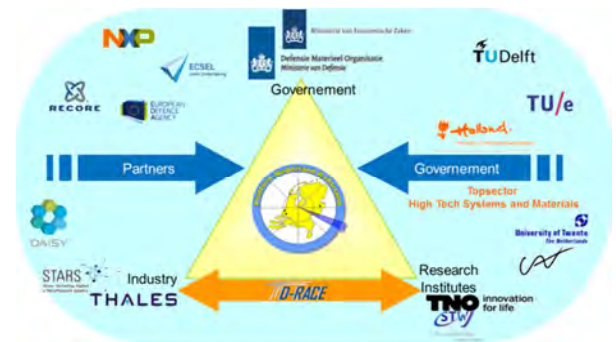 NXP
ECSEL
RECORE
EUROPEAN
DEFENCE
AGENCY
Ministerie van Economische Zaken
Defensie Materieel Organisatie
Ministerie van Defensie
Governement
TUDelft
TU/e
Holland
Partners
Governement
Topsector
High Tech Systems and Materials
DAISY
University of Twente
The Netherlands
STARS
Industry
THALES
D-RACE
Research
Institutes
TNO innovation
for life
STW